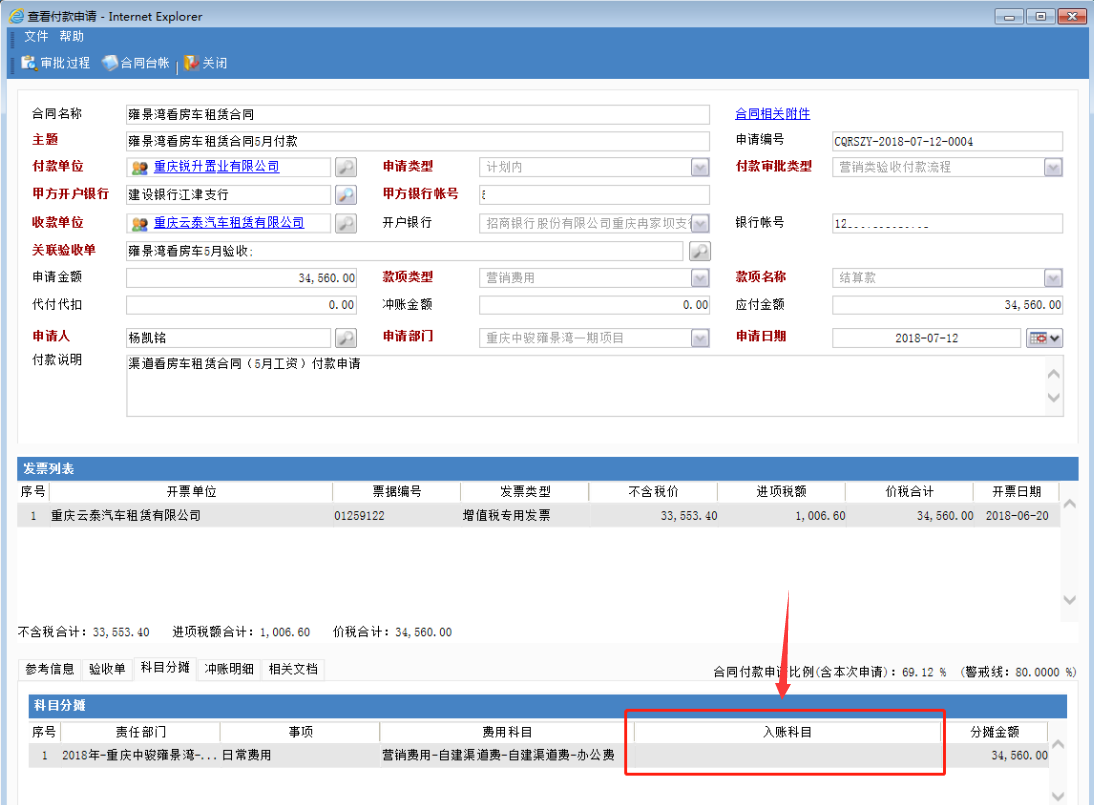 查看付款申请 - Internet Explorer
文件 帮助
审批过程 合同台帐 关闭
合同名称 雍景湾看房车租赁合同 合同相关附件
主题 雍景湾看房车租赁合同5月付款 申请编号 CQRSZY-2018-07-12-0004
付款单位 重庆锐升置业有限公司 申请类型 计划内 付款审批类型 营销类验收付款流程
甲方开户银行 建设银行江津支行 甲方银行帐号
收款单位 重庆云泰汽车租赁有限公司 开户银行 招商银行股份有限公司重庆冉家坝支行 银行帐号 12
关联验收单 雍景湾看房车5月验收;
申请金额 34,560.00 款项类型 营销费用 款项名称 结算款
代付代扣 0.00 冲账金额 0.00 应付金额 34,560.00
申请人 杨凯铭 申请部门 重庆中骏雍景湾一期项目 申请日期 2018-07-12
付款说明 渠道看房车租赁合同（5月工资）付款申请
发票列表
序号 开票单位 票据编号 发票类型 不含税价 进项税额 价税合计 开票日期
1 重庆云泰汽车租赁有限公司 01259122 增值税专用发票 33,553.40 1,006.60 34,560.00 2018-06-20
不含税合计：33,553.40 进项税额合计：1,006.60 价税合计：34,560.00
参考信息 验收单 科目分摊 冲账明细 相关文档 合同付款申请比例(含本次申请)：69.12 % (警戒线：80.0000 %)
科目分摊
序号 责任部门 事项 费用科目 入账科目 分摊金额
1 2018年-重庆中骏雍景湾-... 日常费用 营销费用-自建渠道费-自建渠道费-办公费 34,560.00